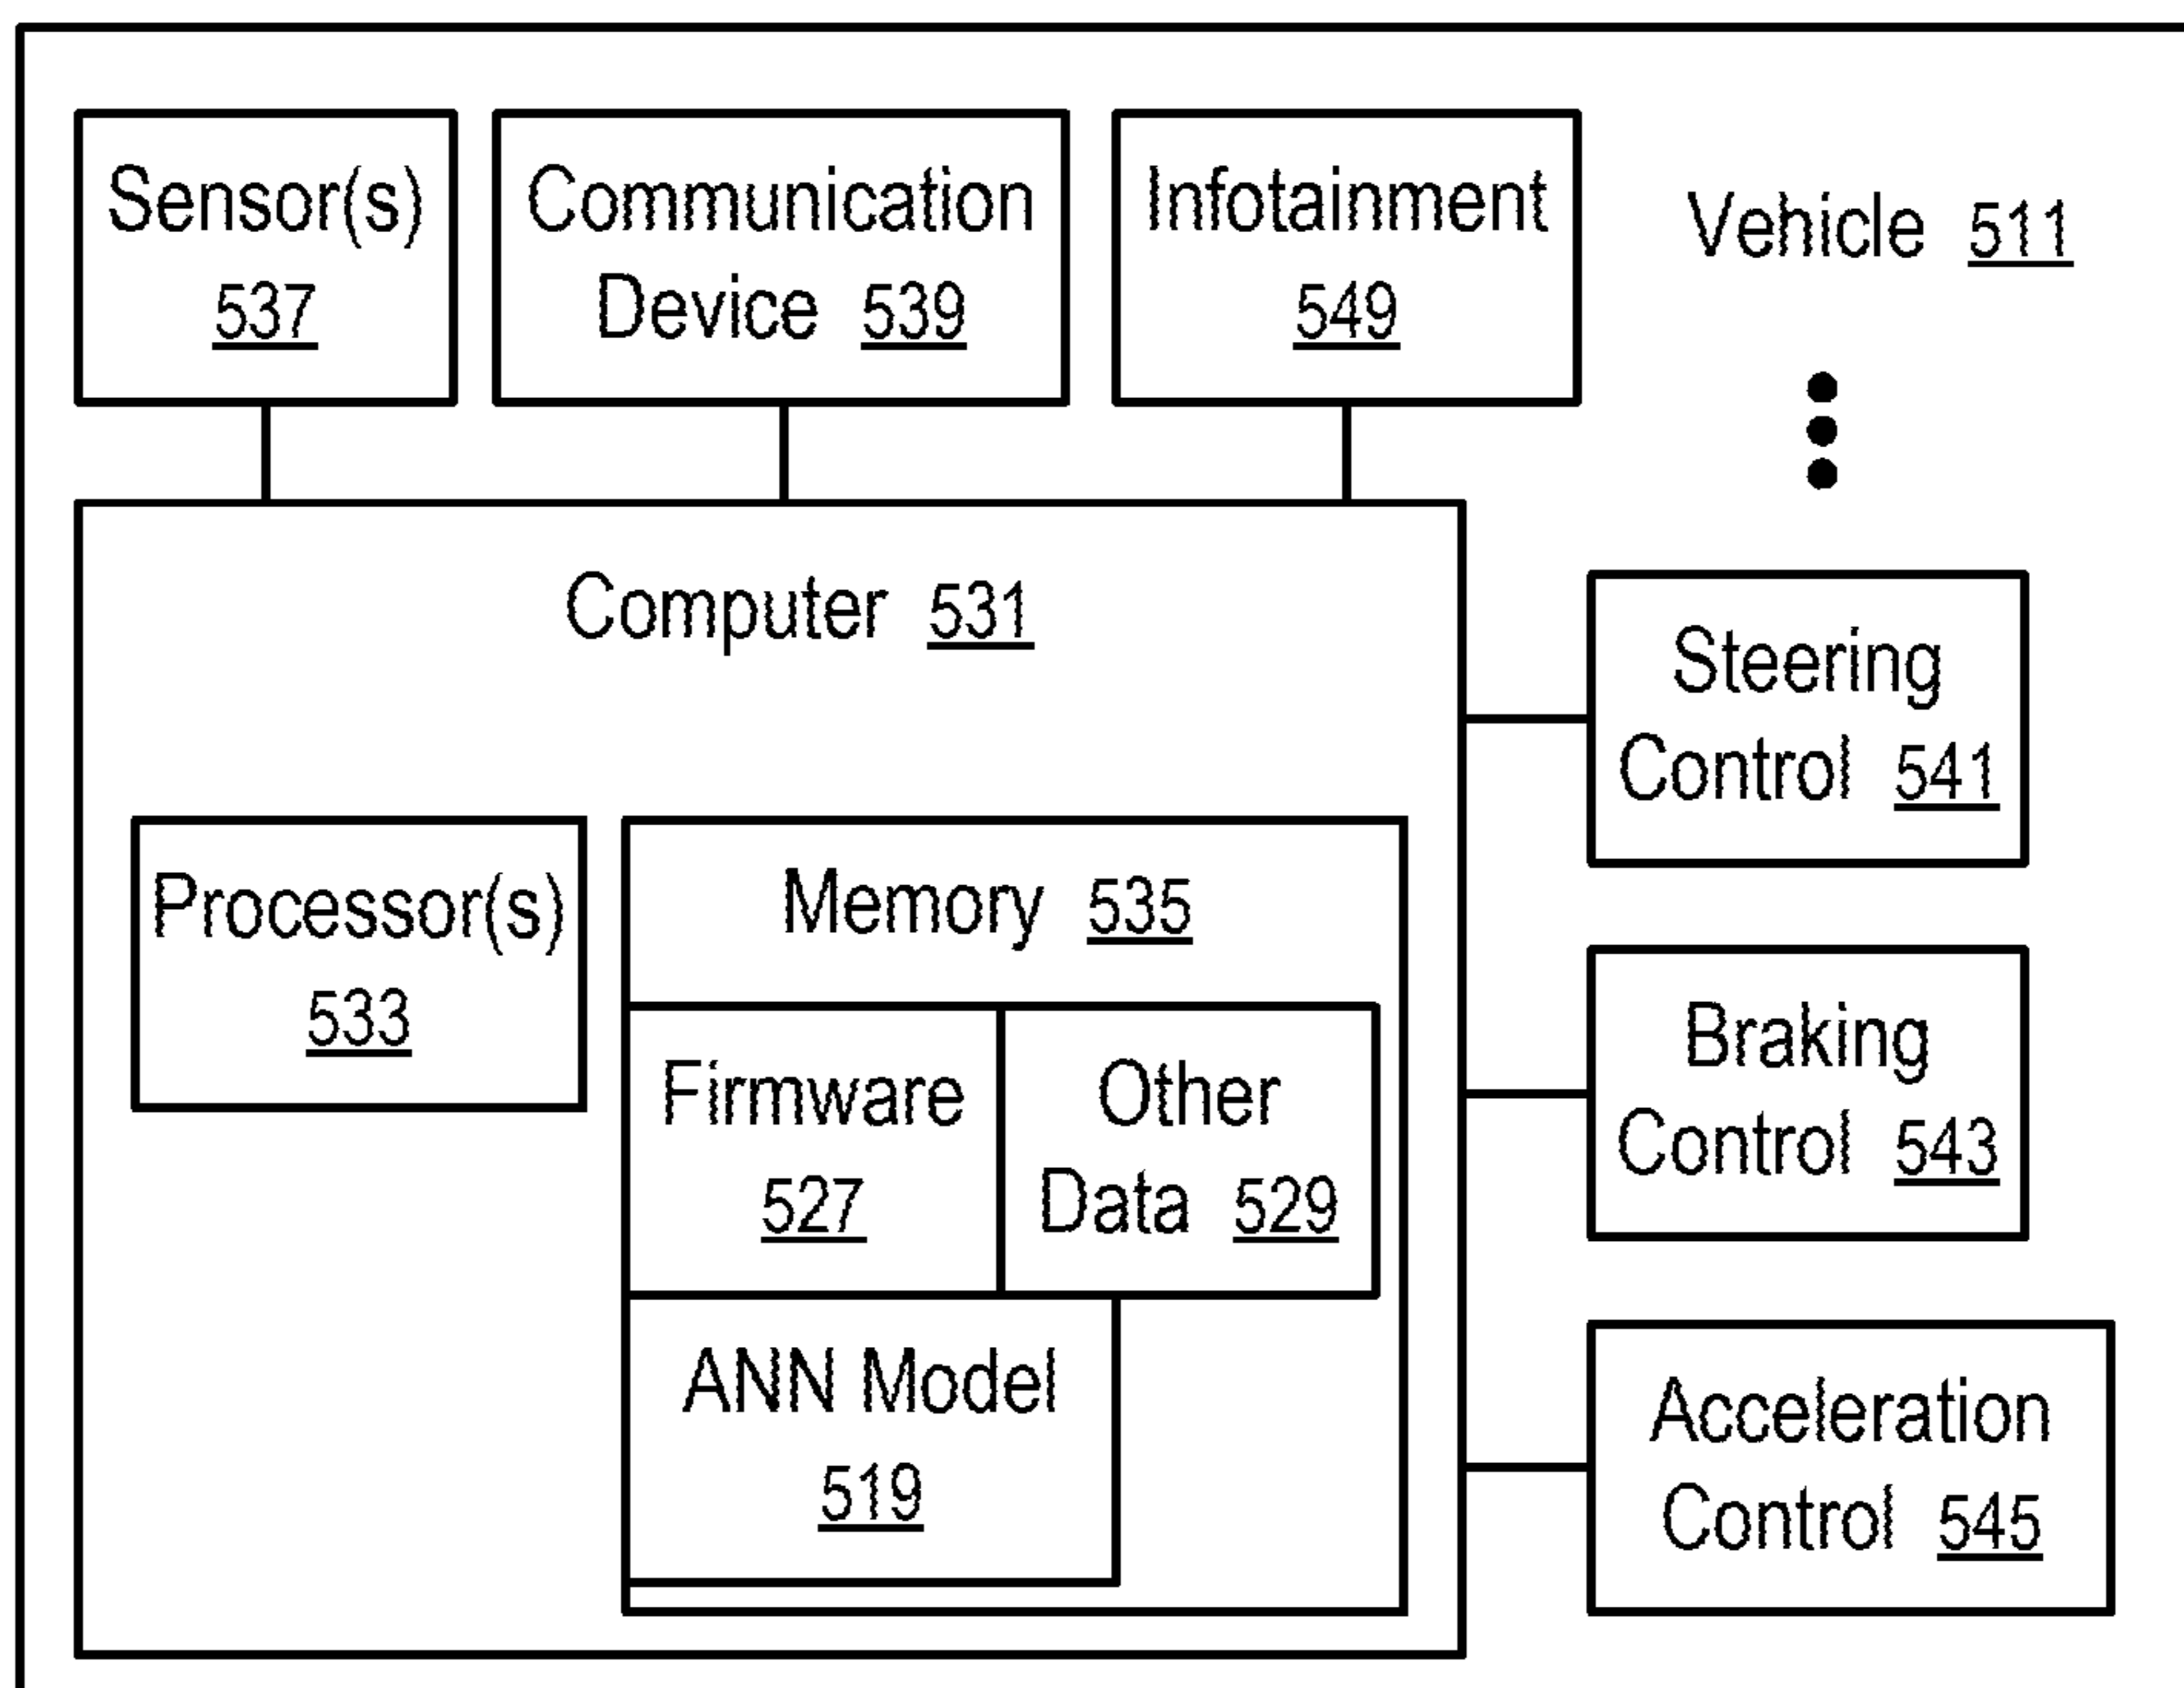 Sensor(s)
537
Communication
Device 539
Infotainment
549
Vehicle 511
Computer 531
Steering
Control 541
Processor(s)
533
Memory 535
Firmware
527
Other
Data 529
ANN Model
519
Braking
Control 543
Acceleration
Control 545